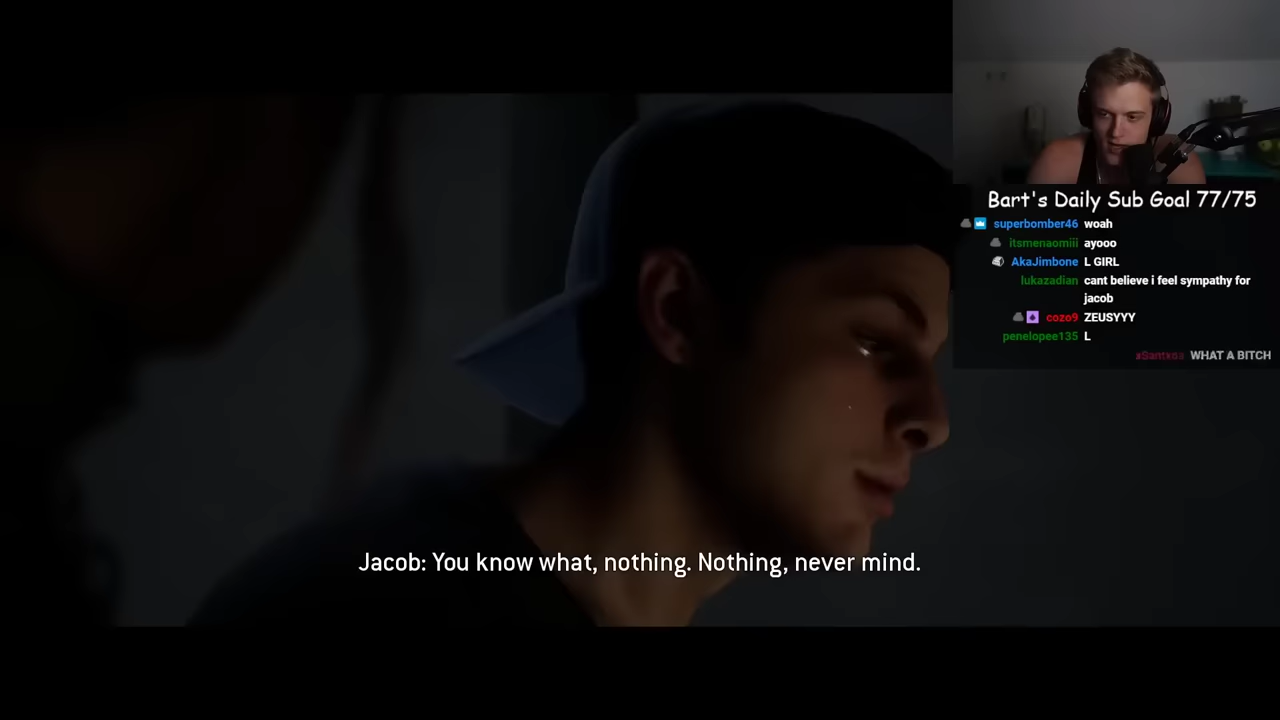 Bart's Daily Sub Goal 77/75
superbomber46 woah
itsmenaomiii ayooo
AkaJimbone L GIRL
lukazadian cant believe i feel sympathy for
jacob
cozo9 ZEUSYYY
penelopee135 L
WHAT A BITCH
Jacob: You know what, nothing. Nothing, never mind.